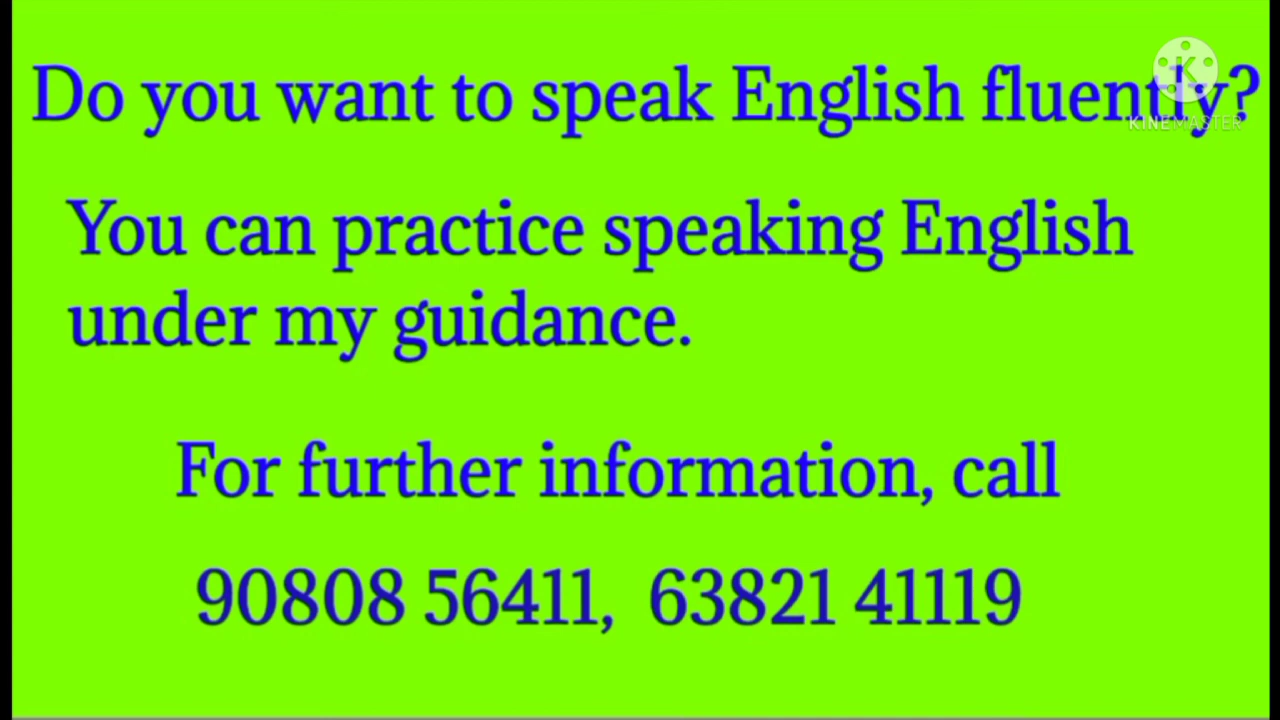 Do you want to speak English fluently?
K
KINEMASTER
You can practice speaking English
under my guidance.
For further information, call
90808 56411, 63821 41119